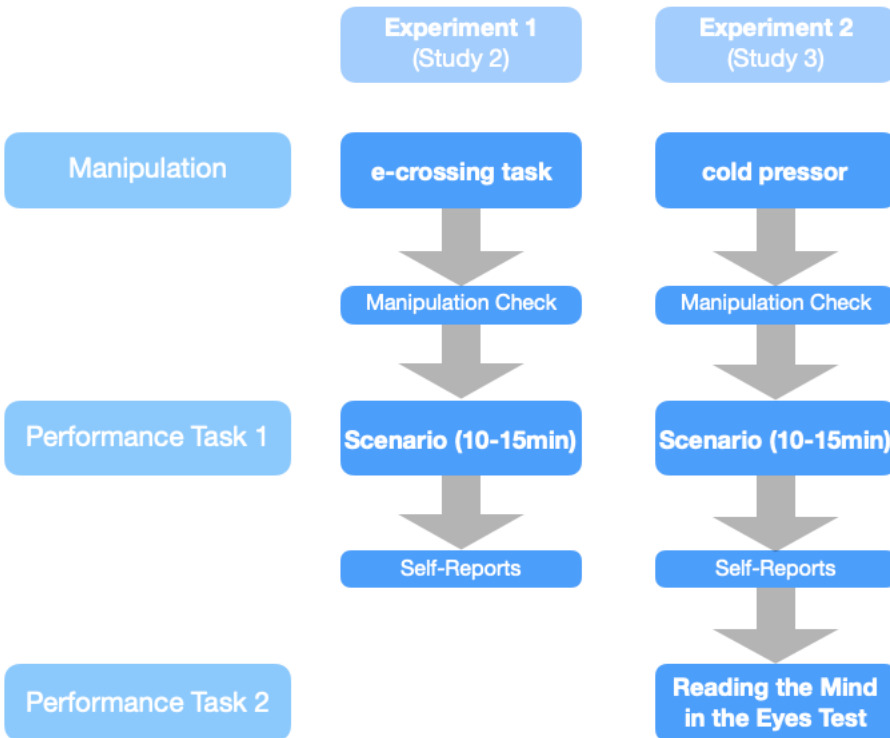 Experiment 1
(Study 2)
Experiment 2
(Study 3)
Manipulation
e-crossing task
cold pressor
Manipulation Check
Manipulation Check
Performance Task 1
Scenario (10-15min)
Scenario (10-15min)
Self-Reports
Self-Reports
Performance Task 2
Reading the Mind
in the Eyes Test